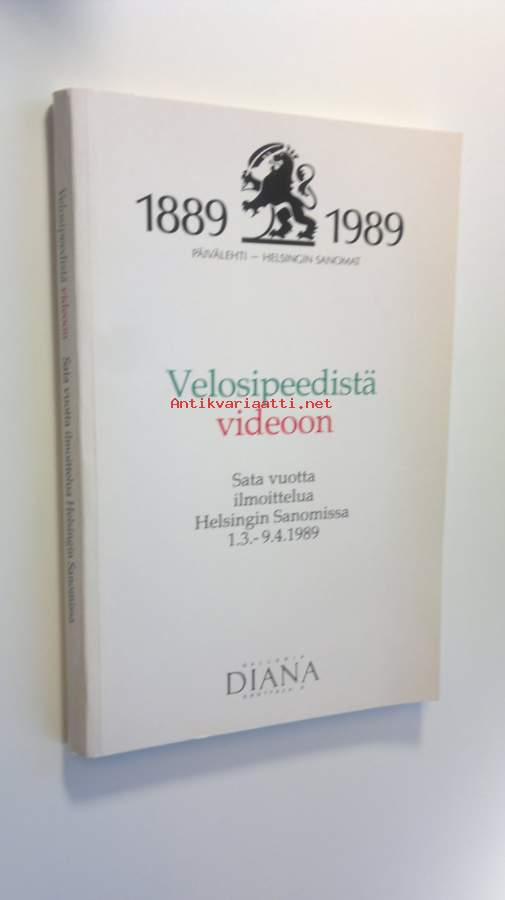 1889 1989
PÄIVÄLEHTI – HELSINGIN SANOMAT
Velosipeedistä
Antikvariaatti.net
videoon
Sata vuotta
ilmoittelua
Helsingin Sanomissa
1.3.-9.4.1989
GALLERIA
DIANA
Velosipeedistä videoon Sata vuotta ilmoittelua Helsingin Sanomissa